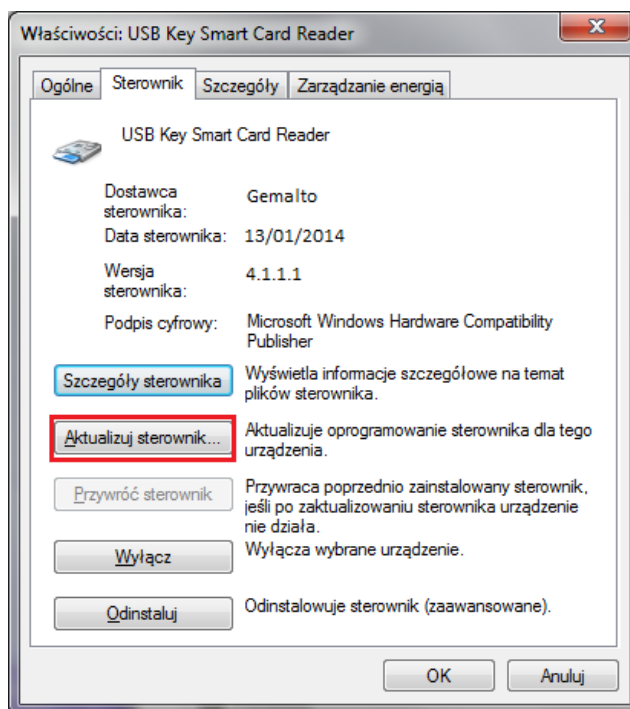 Właściwości: USB Key Smart Card Reader
Ogólne Sterownik Szczegóły Zarządzanie energią
USB Key Smart Card Reader
Dostawca
sterownika:
Gemalto
Data sterownika: 13/01/2014
Wersja
sterownika:
4.1.1.1
Podpis cyfrowy: Microsoft Windows Hardware Compatibility
Publisher
Szczegóły sterownika
Wyświetla informacje szczegółowe na temat
plików sterownika.
Aktualizuj sterownik...
Aktualizuje oprogramowanie sterownika dla tego
urządzenia.
Przywróć sterownik
Przywraca poprzednio zainstalowany sterownik,
jeśli po zaktualizowaniu sterownika urządzenie
nie działa.
Wyłącz
Wyłącza wybrane urządzenie.
Odinstaluj
Odinstalowuje sterownik (zaawansowane).
OK Anuluj